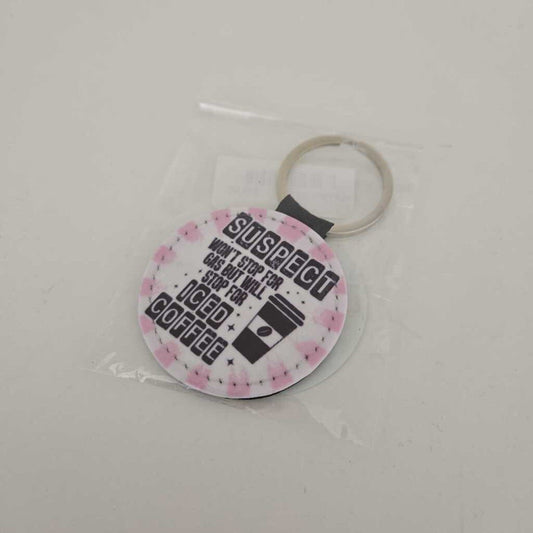 SUSPECT
WON'T STOP FOR
GAS BUT WILL
STOP FOR
ICED
COFFEE